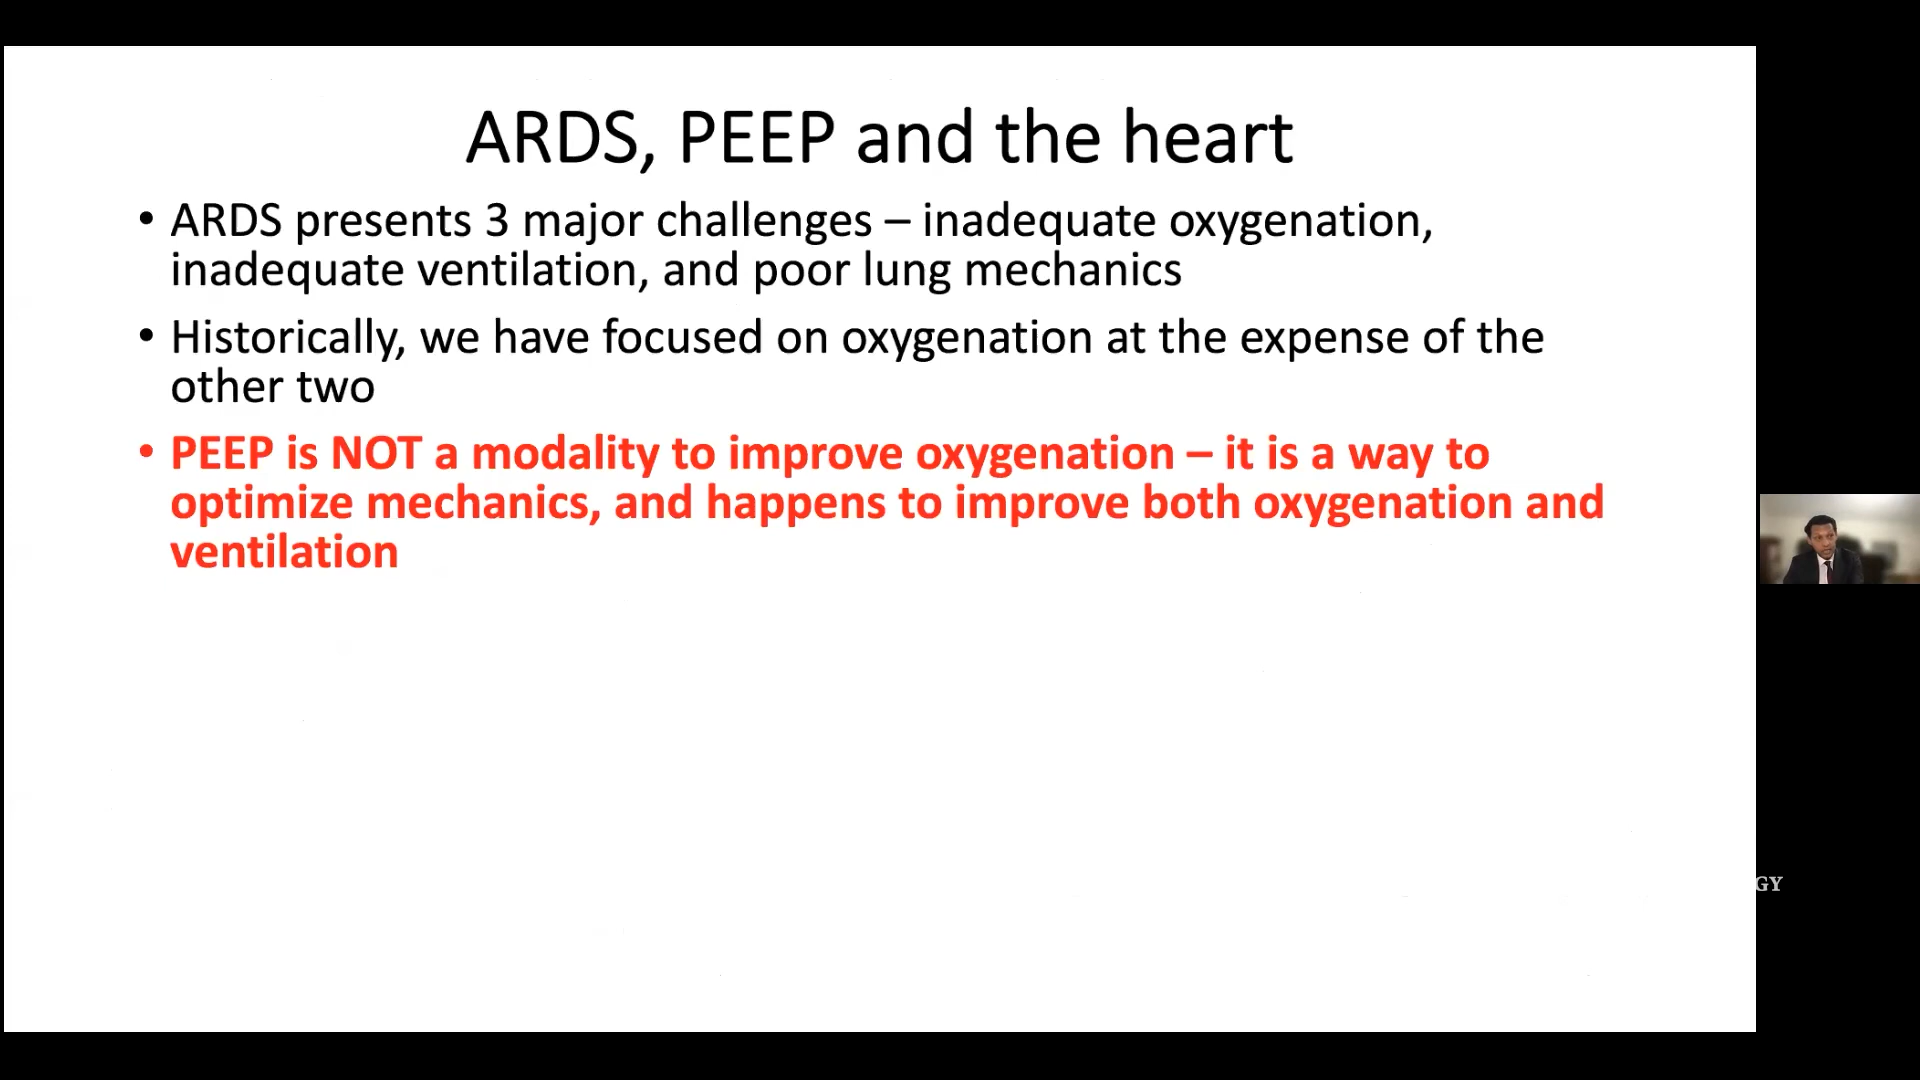 ARDS, PEEP and the heart
• ARDS presents 3 major challenges – inadequate oxygenation,
inadequate ventilation, and poor lung mechanics
• Historically, we have focused on oxygenation at the expense of the
other two
• PEEP is NOT a modality to improve oxygenation – it is a way to
optimize mechanics, and happens to improve both oxygenation and
ventilation
GY